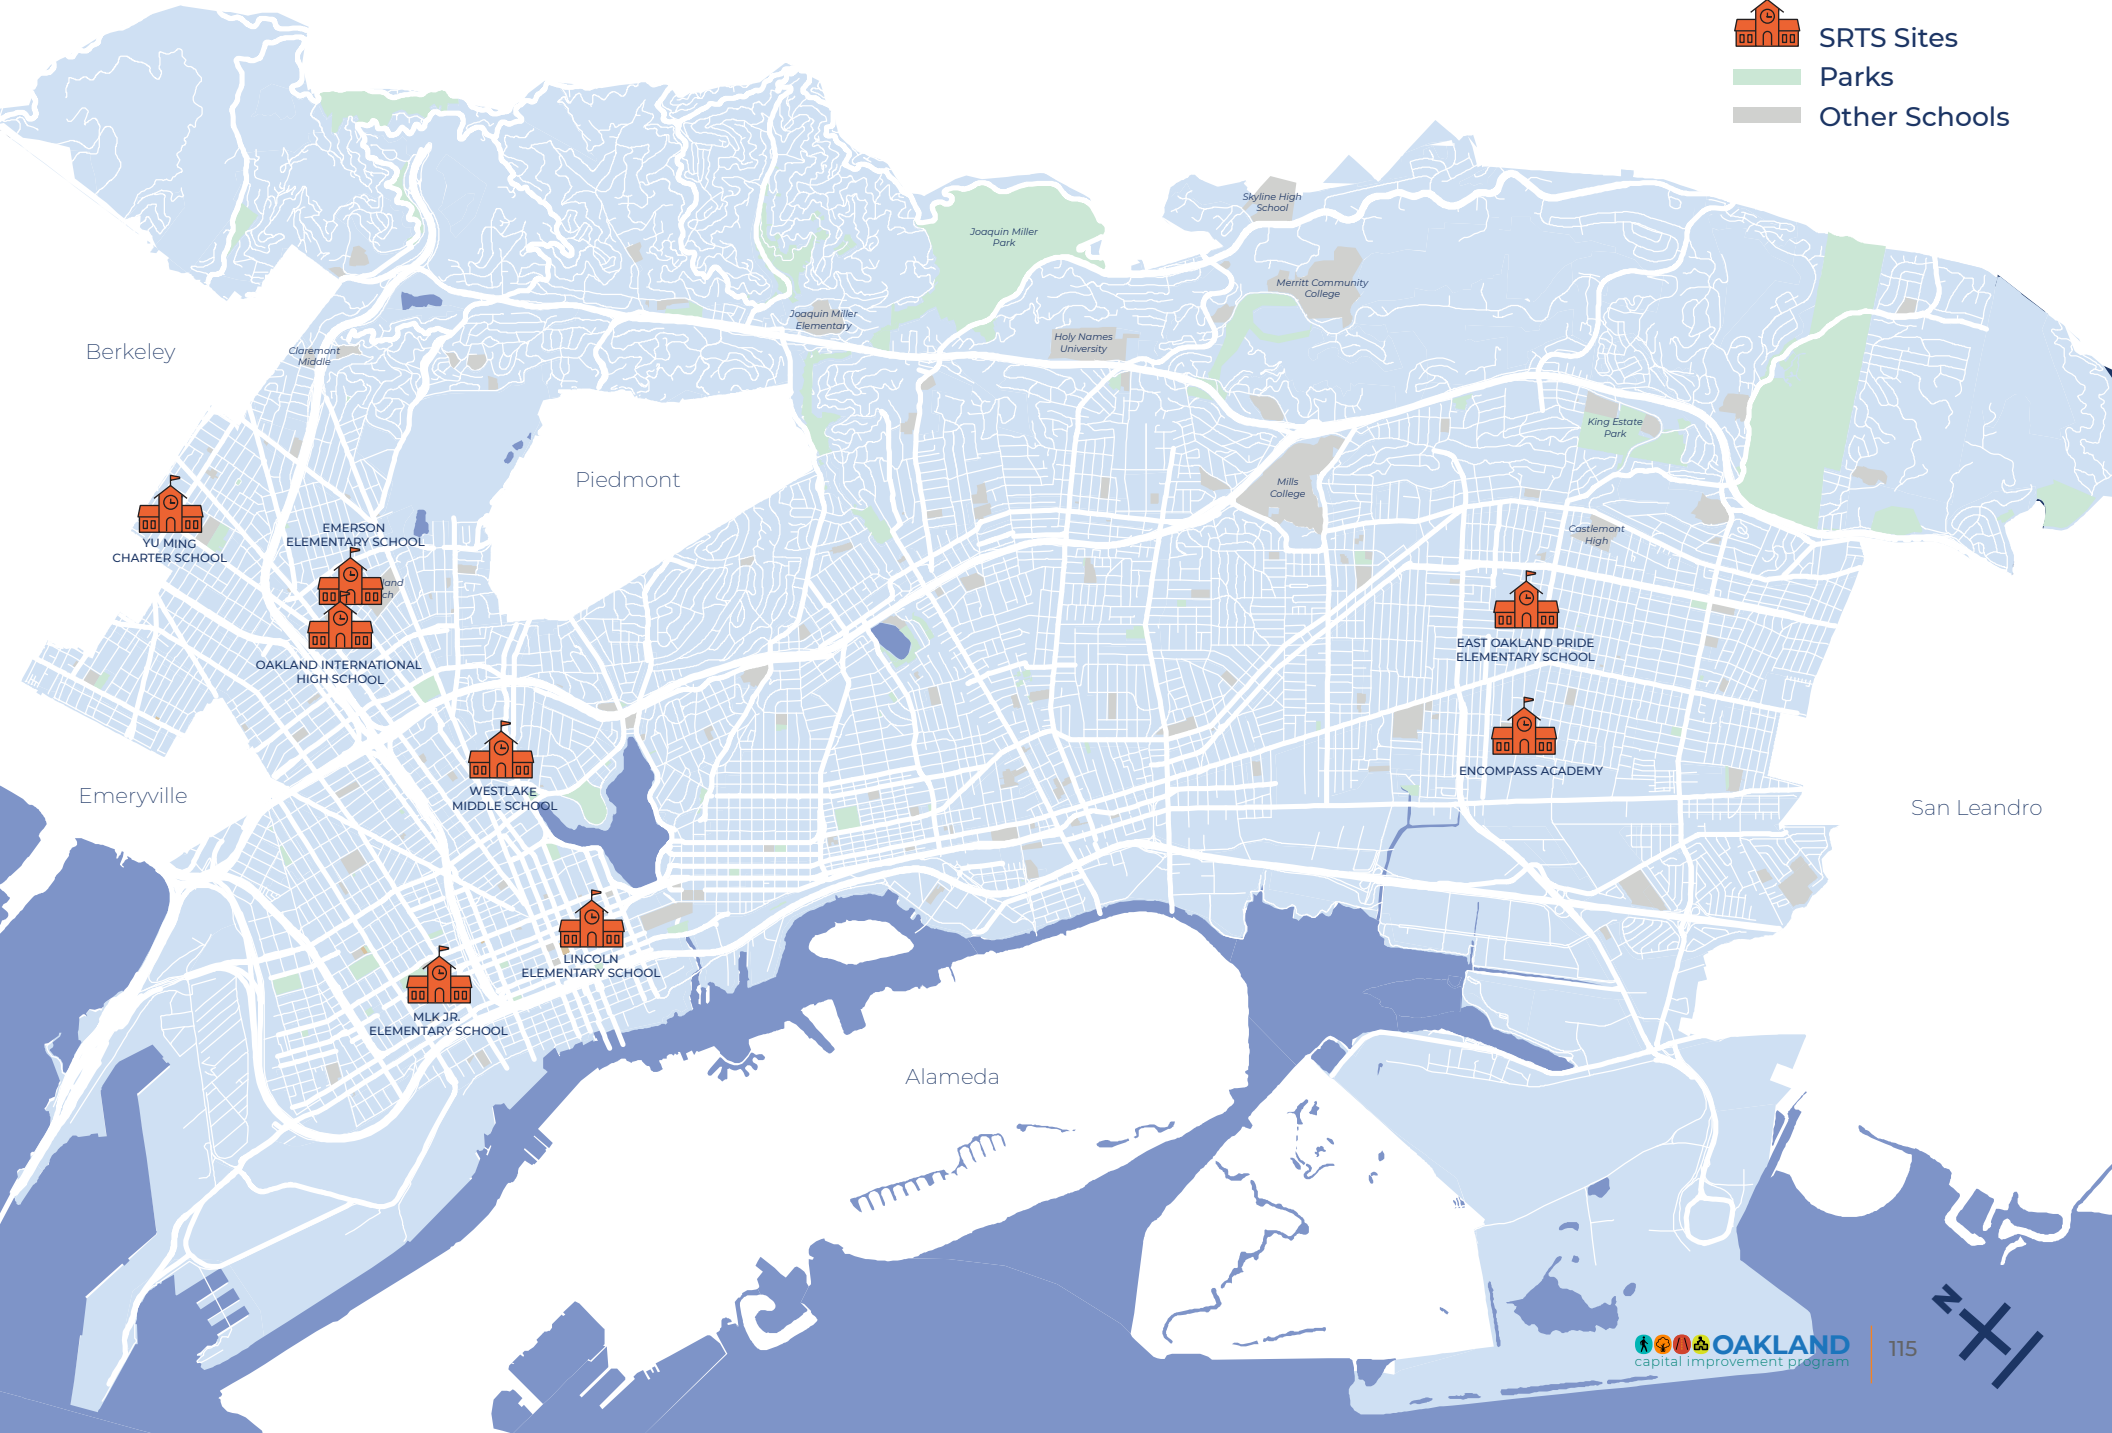 SRTS Sites
Parks
Other Schools
Skyline High
School
Joaquin Miller
Park
Merritt Community
College
Joaquin Miller
Elementary
Holy Names
University
Berkeley
Claremont
Middle
King Estate
Park
Piedmont
Mills
College
EMERSON
ELEMENTARY SCHOOL
YU MING
CHARTER SCHOOL
Castlemont
High
land
ch
EAST OAKLAND PRIDE
ELEMENTARY SCHOOL
OAKLAND INTERNATIONAL
HIGH SCHOOL
ENCOMPASS ACADEMY
WESTLAKE
MIDDLE SCHOOL
Emeryville
San Leandro
LINCOLN
ELEMENTARY SCHOOL
MLK JR.
ELEMENTARY SCHOOL
Alameda
N
OAKLAND
capital improvement program
115